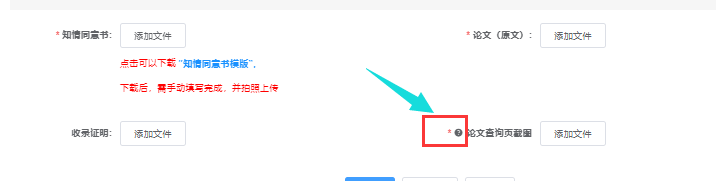 * 知情同意书： 添加文件 * 论文（原文）： 添加文件
点击可以下载 "知情同意书模版"，
下载后，需手动填写完成，并拍照上传
收录证明： 添加文件 * ? 论文查询页截图 添加文件